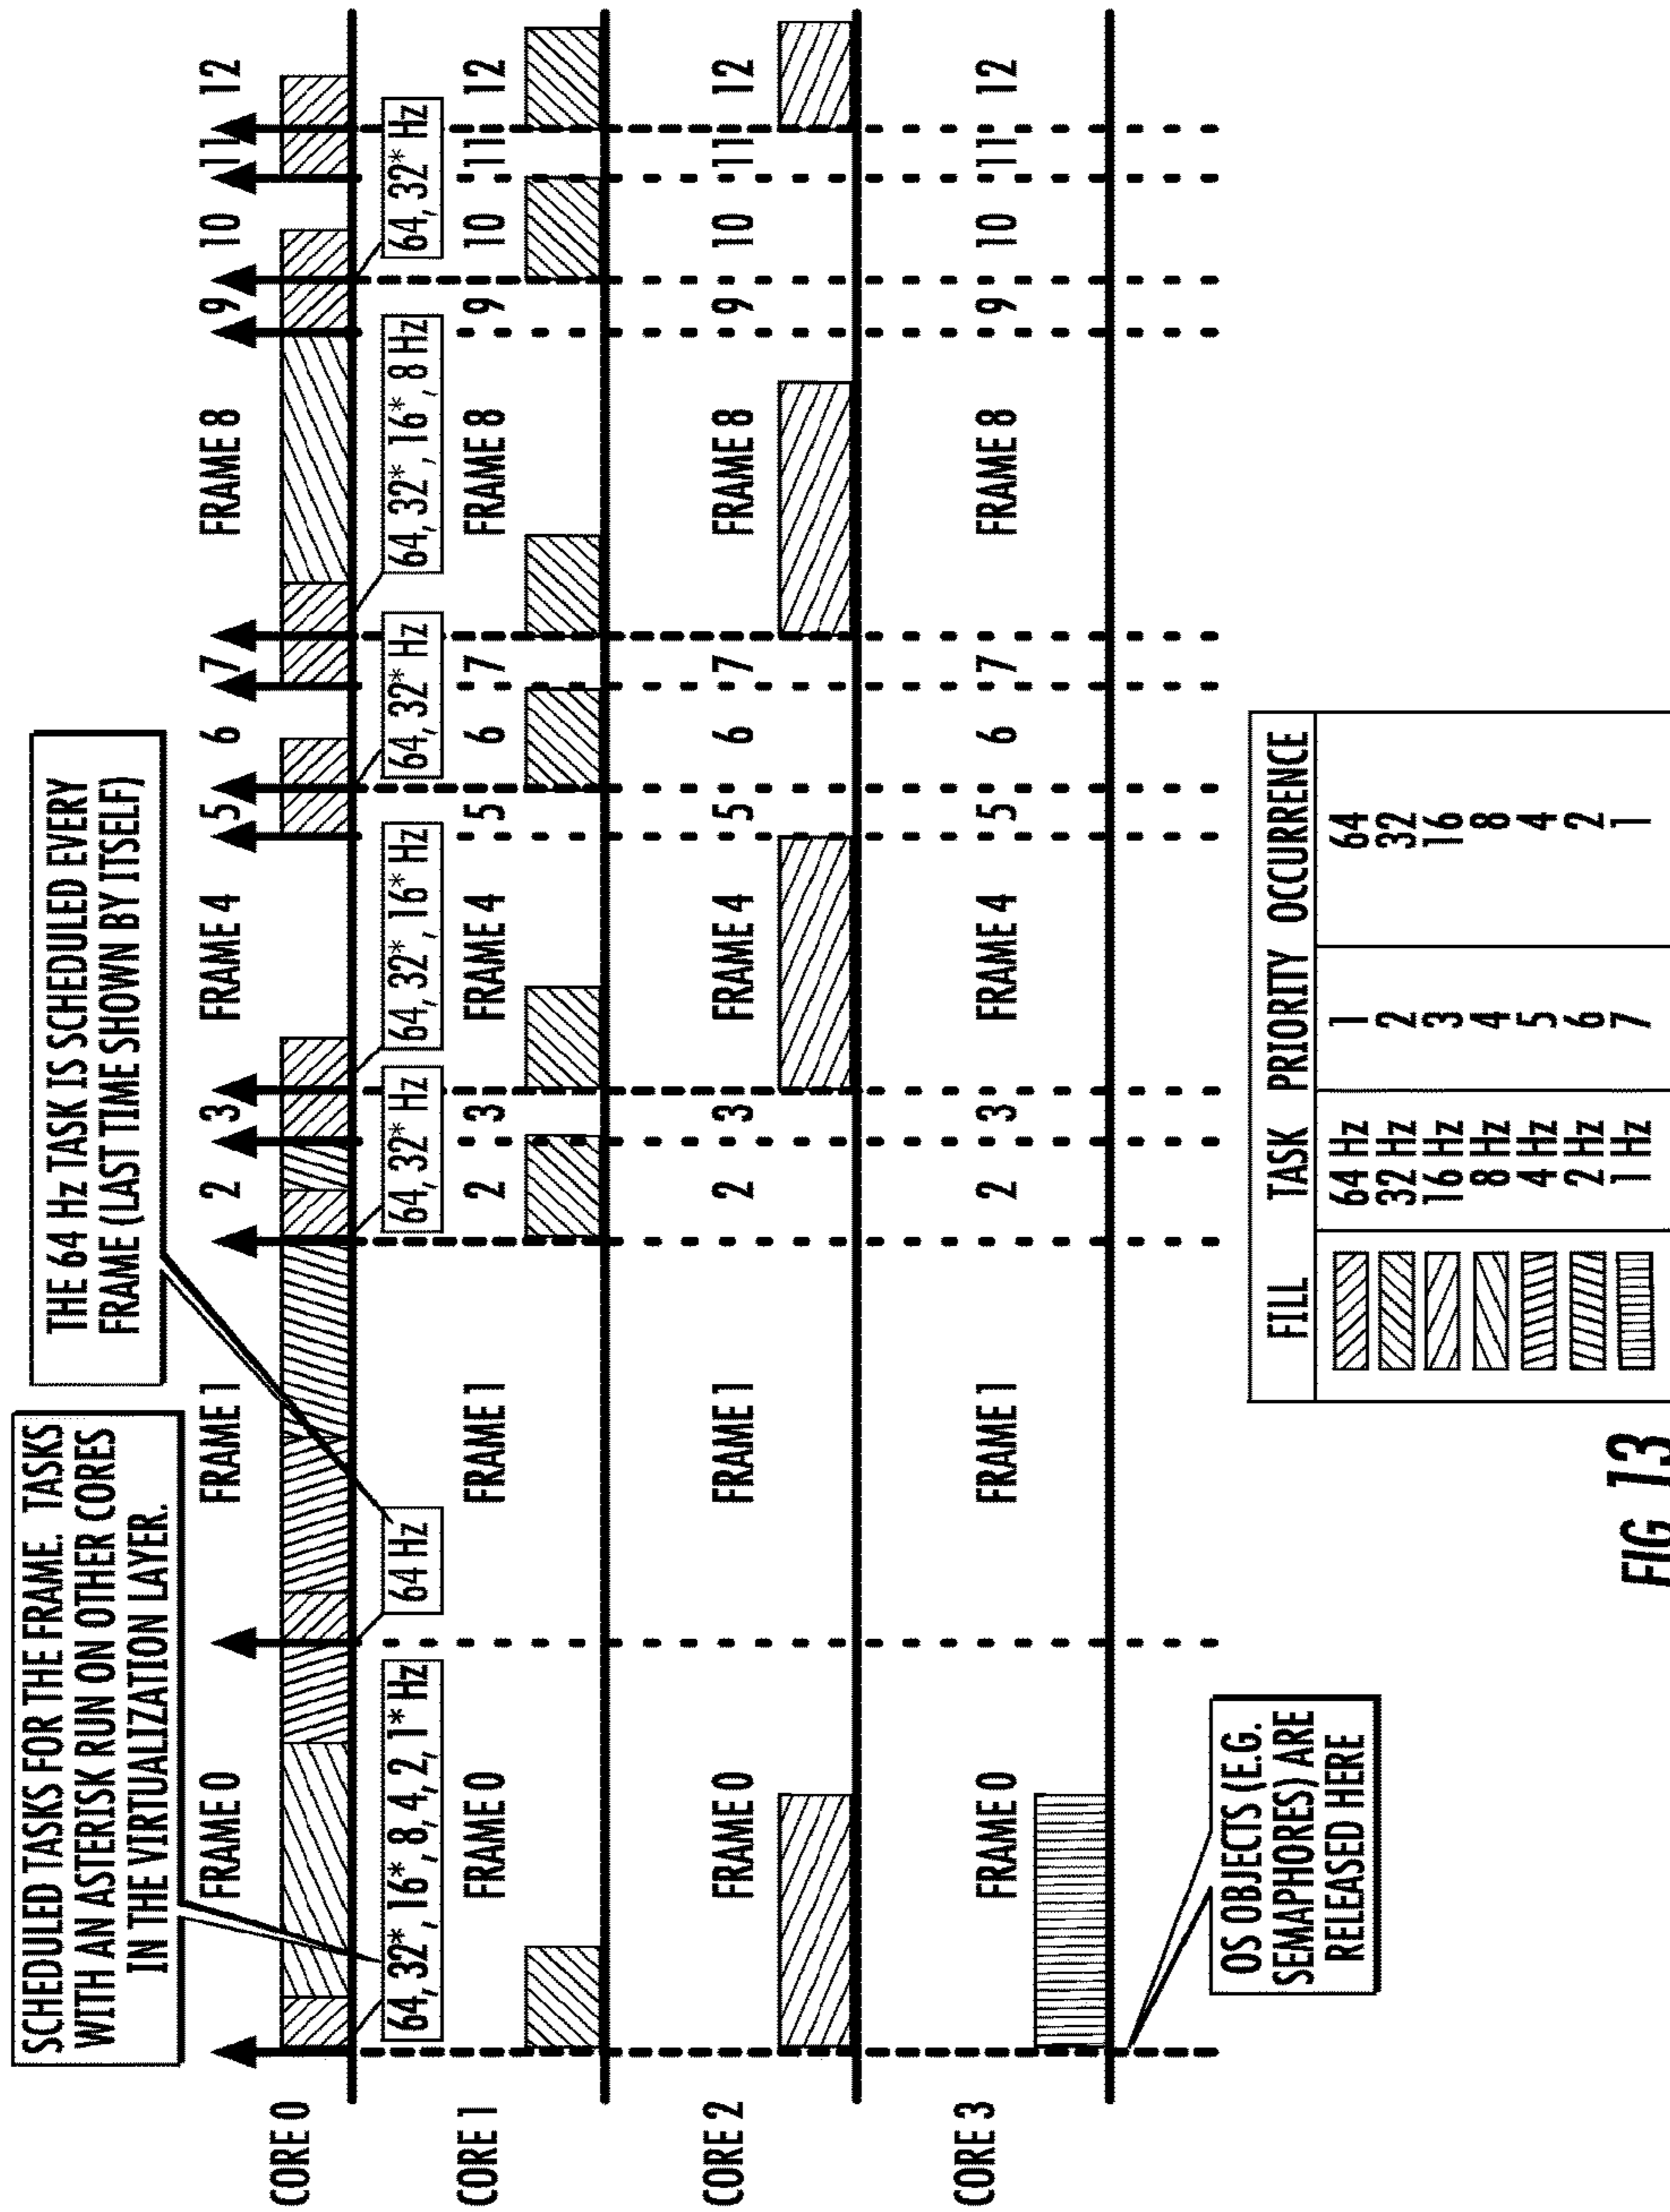 SCHEDULED TASKS FOR THE FRAME. TASKS
WITH AN ASTERISK RUN ON OTHER CORES
IN THE VIRTUALIZATION LAYER.
THE 64 Hz TASK IS SCHEDULED EVERY
FRAME (LAST TIME SHOWN BY ITSELF)
FRAME 0 FRAME 1 2 3 FRAME 4 5 6 7 FRAME 8 9 10 11 12
CORE 0
64, 32*, 16*, 8, 4, 2, 1* Hz
64 Hz
64, 32* Hz
64, 32*, 16* Hz
64, 32* Hz
64, 32*, 16*, 8 Hz
64, 32* Hz
CORE 1
FRAME 0 FRAME 1 2 3 FRAME 4 5 6 7 FRAME 8 9 10 11 12
CORE 2
FRAME 0 FRAME 1 2 3 FRAME 4 5 6 7 FRAME 8 9 10 11 12
CORE 3
FRAME 0 FRAME 1 2 3 FRAME 4 5 6 7 FRAME 8 9 10 11 12
OS OBJECTS (E.G.
SEMAPHORES) ARE
RELEASED HERE
FILL TASK PRIORITY OCCURRENCE
64 Hz 1 64
32 Hz 2 32
16 Hz 3 16
8 Hz 4 8
4 Hz 5 4
2 Hz 6 2
1 Hz 7 1
FIG 13